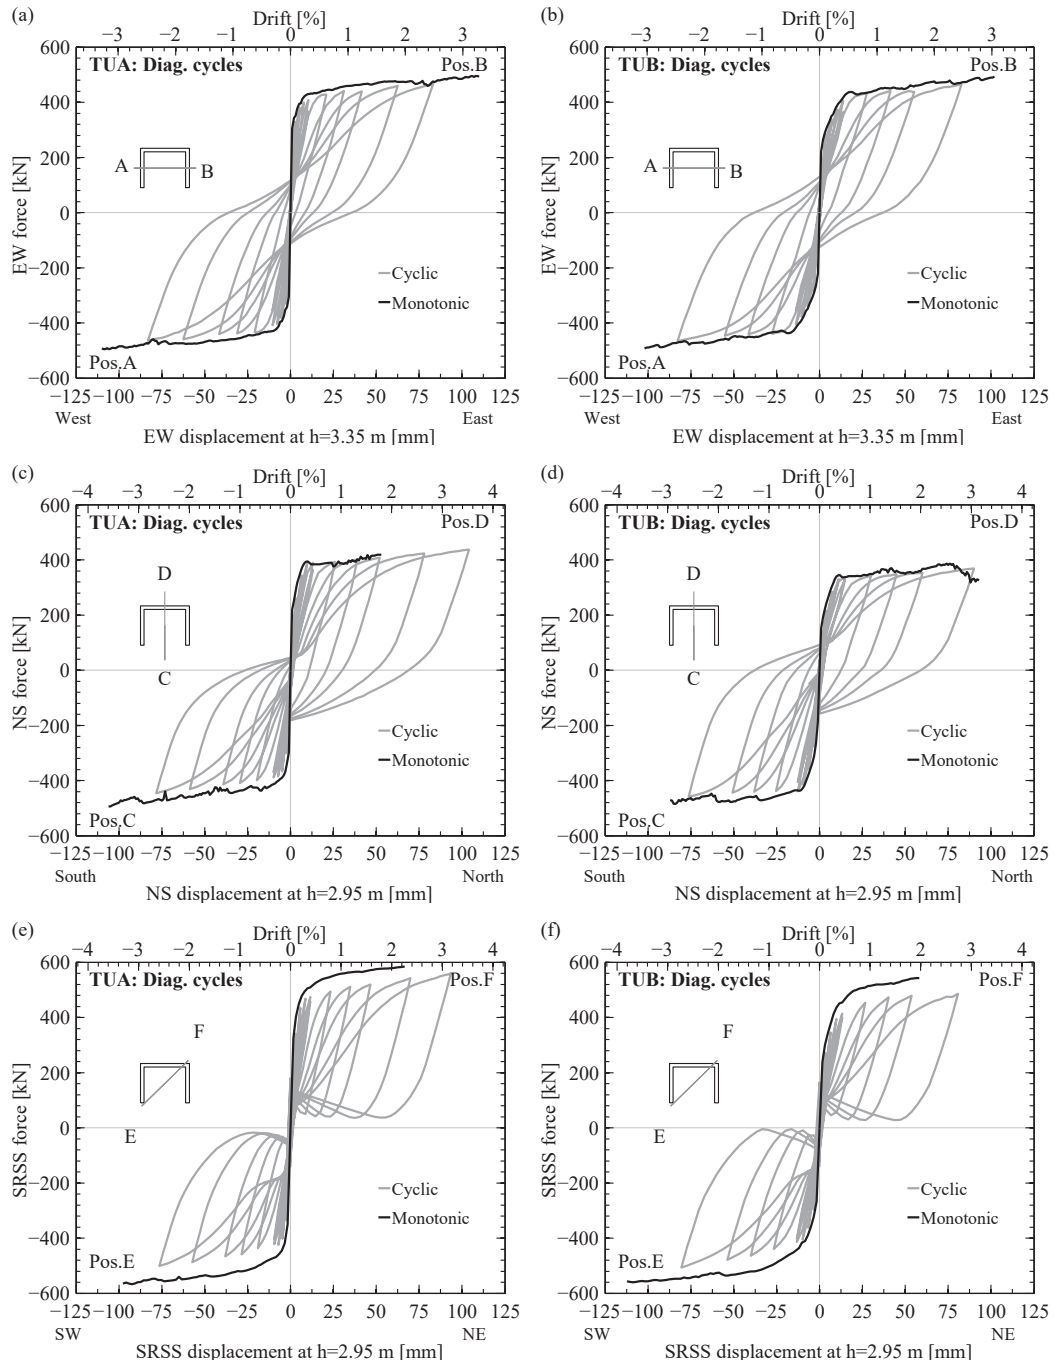 (a)
Drift [%]
−3 −2 −1 0 1 2 3
600
400
200
0
−200
−400
−600
EW force [kN]
TUA: Diag. cycles
Pos.B
A
B
Cyclic
Monotonic
Pos.A
−125 −100 −75 −50 −25 0 25 50 75 100 125
West
East
EW displacement at h=3.35 m [mm]
(b)
Drift [%]
−3 −2 −1 0 1 2 3
600
400
200
0
−200
−400
−600
EW force [kN]
TUB: Diag. cycles
Pos.B
A
B
Cyclic
Monotonic
Pos.A
−125 −100 −75 −50 −25 0 25 50 75 100 125
West
East
EW displacement at h=3.35 m [mm]
(c)
Drift [%]
−4 −3 −2 −1 0 1 2 3 4
600
400
200
0
−200
−400
−600
NS force [kN]
TUA: Diag. cycles
Pos.D
D
C
Cyclic
Monotonic
Pos.C
−125 −100 −75 −50 −25 0 25 50 75 100 125
South
North
NS displacement at h=2.95 m [mm]
(d)
Drift [%]
−4 −3 −2 −1 0 1 2 3 4
600
400
200
0
−200
−400
−600
NS force [kN]
TUB: Diag. cycles
Pos.D
D
C
Cyclic
Monotonic
Pos.C
−125 −100 −75 −50 −25 0 25 50 75 100 125
South
North
NS displacement at h=2.95 m [mm]
(e)
Drift [%]
−4 −3 −2 −1 0 1 2 3 4
600
400
200
0
−200
−400
−600
SRSS force [kN]
TUA: Diag. cycles
Pos.F
F
E
Cyclic
Monotonic
Pos.E
−125 −100 −75 −50 −25 0 25 50 75 100 125
SW
NE
SRSS displacement at h=2.95 m [mm]
(f)
Drift [%]
−4 −3 −2 −1 0 1 2 3 4
600
400
200
0
−200
−400
−600
SRSS force [kN]
TUB: Diag. cycles
Pos.F
F
E
Cyclic
Monotonic
Pos.E
−125 −100 −75 −50 −25 0 25 50 75 100 125
SW
NE
SRSS displacement at h=2.95 m [mm]